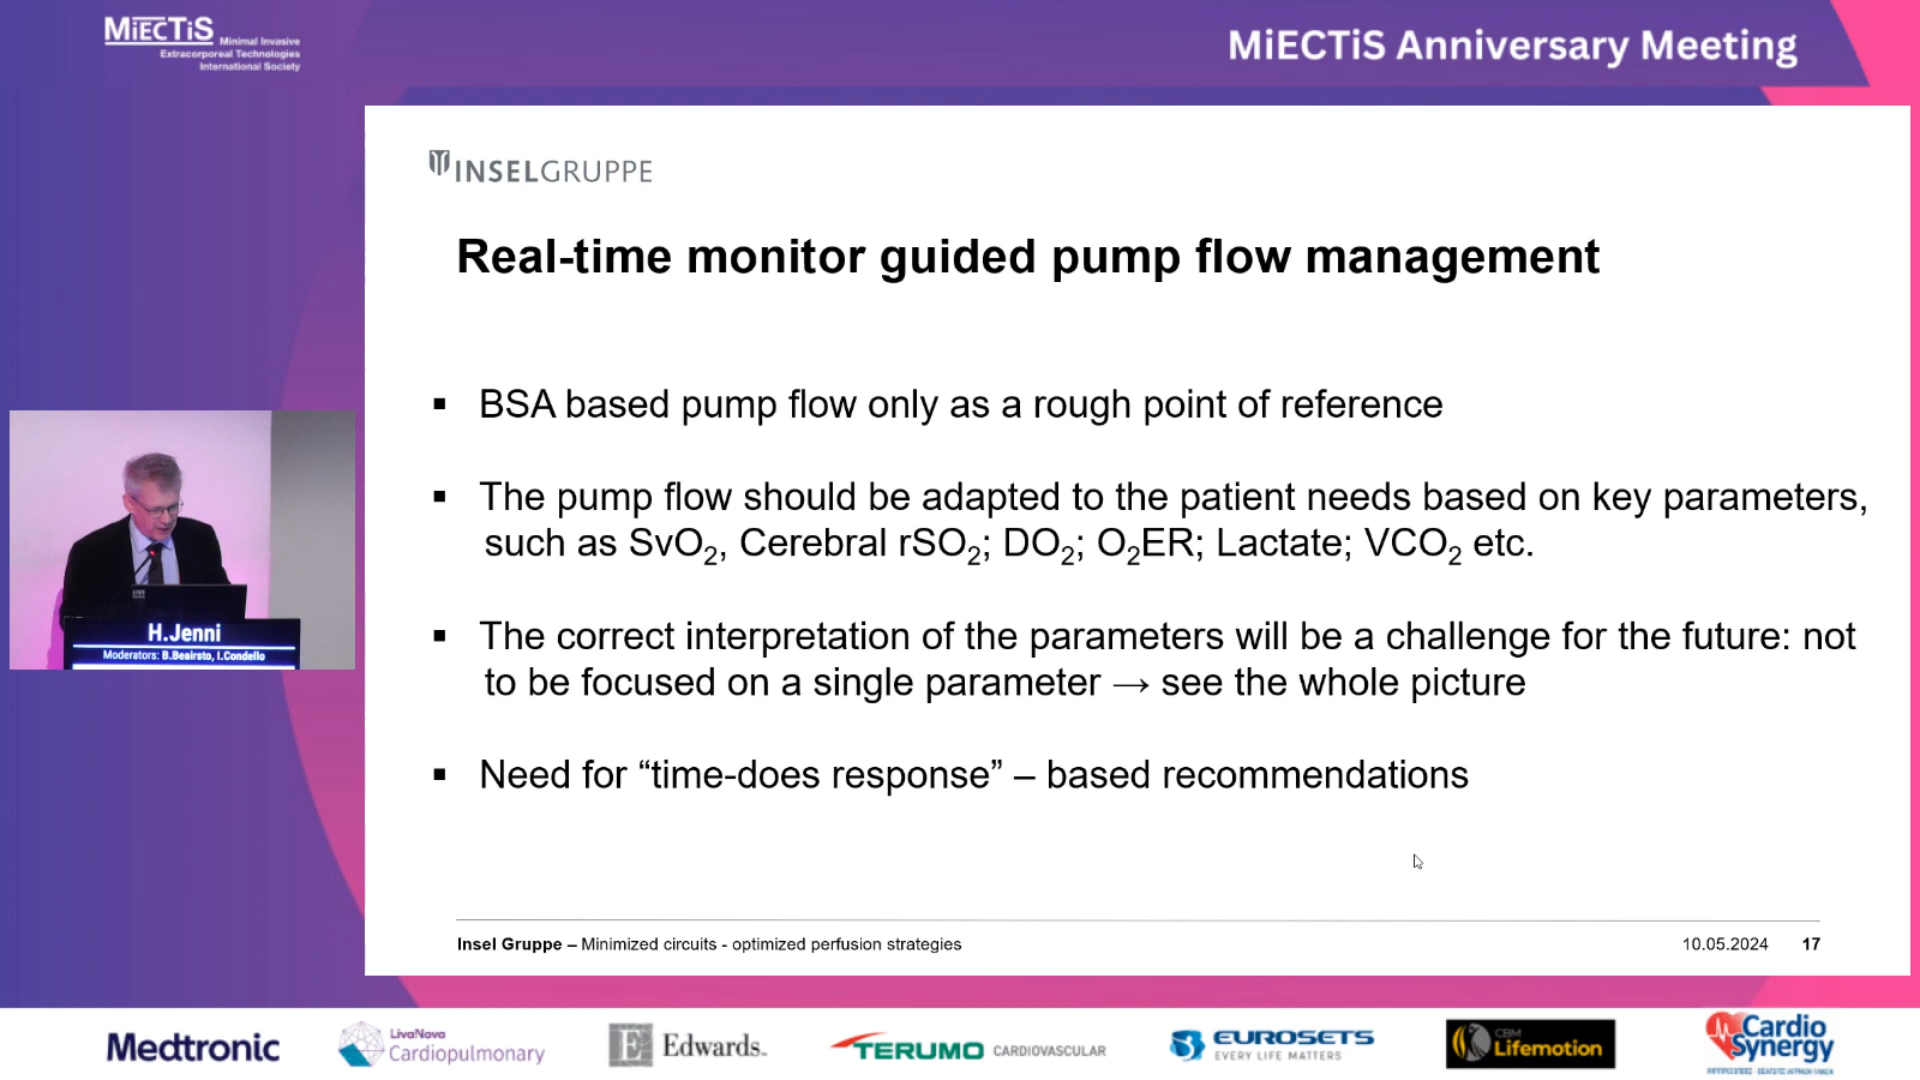 MiECTiS Minimal Invasive
Extracorporeal Technologies
International Society
MiECTiS Anniversary Meeting
INSELGRUPPE
Real-time monitor guided pump flow management
▪ BSA based pump flow only as a rough point of reference
▪ The pump flow should be adapted to the patient needs based on key parameters,
such as SvO₂, Cerebral rSO₂; DO₂; O₂ER; Lactate; VCO₂ etc.
▪ The correct interpretation of the parameters will be a challenge for the future: not
to be focused on a single parameter → see the whole picture
▪ Need for “time-does response” – based recommendations
H.Jenni
Moderators: B.Beairsto, I.Condello
Insel Gruppe – Minimized circuits - optimized perfusion strategies
10.05.2024 17
Medtronic
LivaNova
Cardiopulmonary
Edwards
TERUMO CARDIOVASCULAR
EUROSETS
EVERY LIFE MATTERS
CBM
Lifemotion
Cardio
Synergy